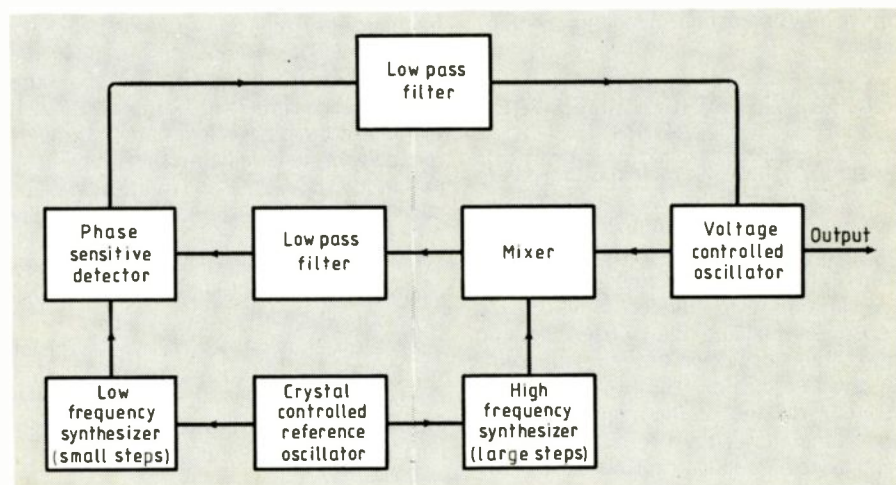 Low pass
filter
Phase
sensitive
detector
Low pass
filter
Mixer
Voltage
controlled
oscillator
Output
Low
frequency
synthesizer
(small steps)
Crystal
controlled
reference
oscillator
High
frequency
synthesizer
(large steps)